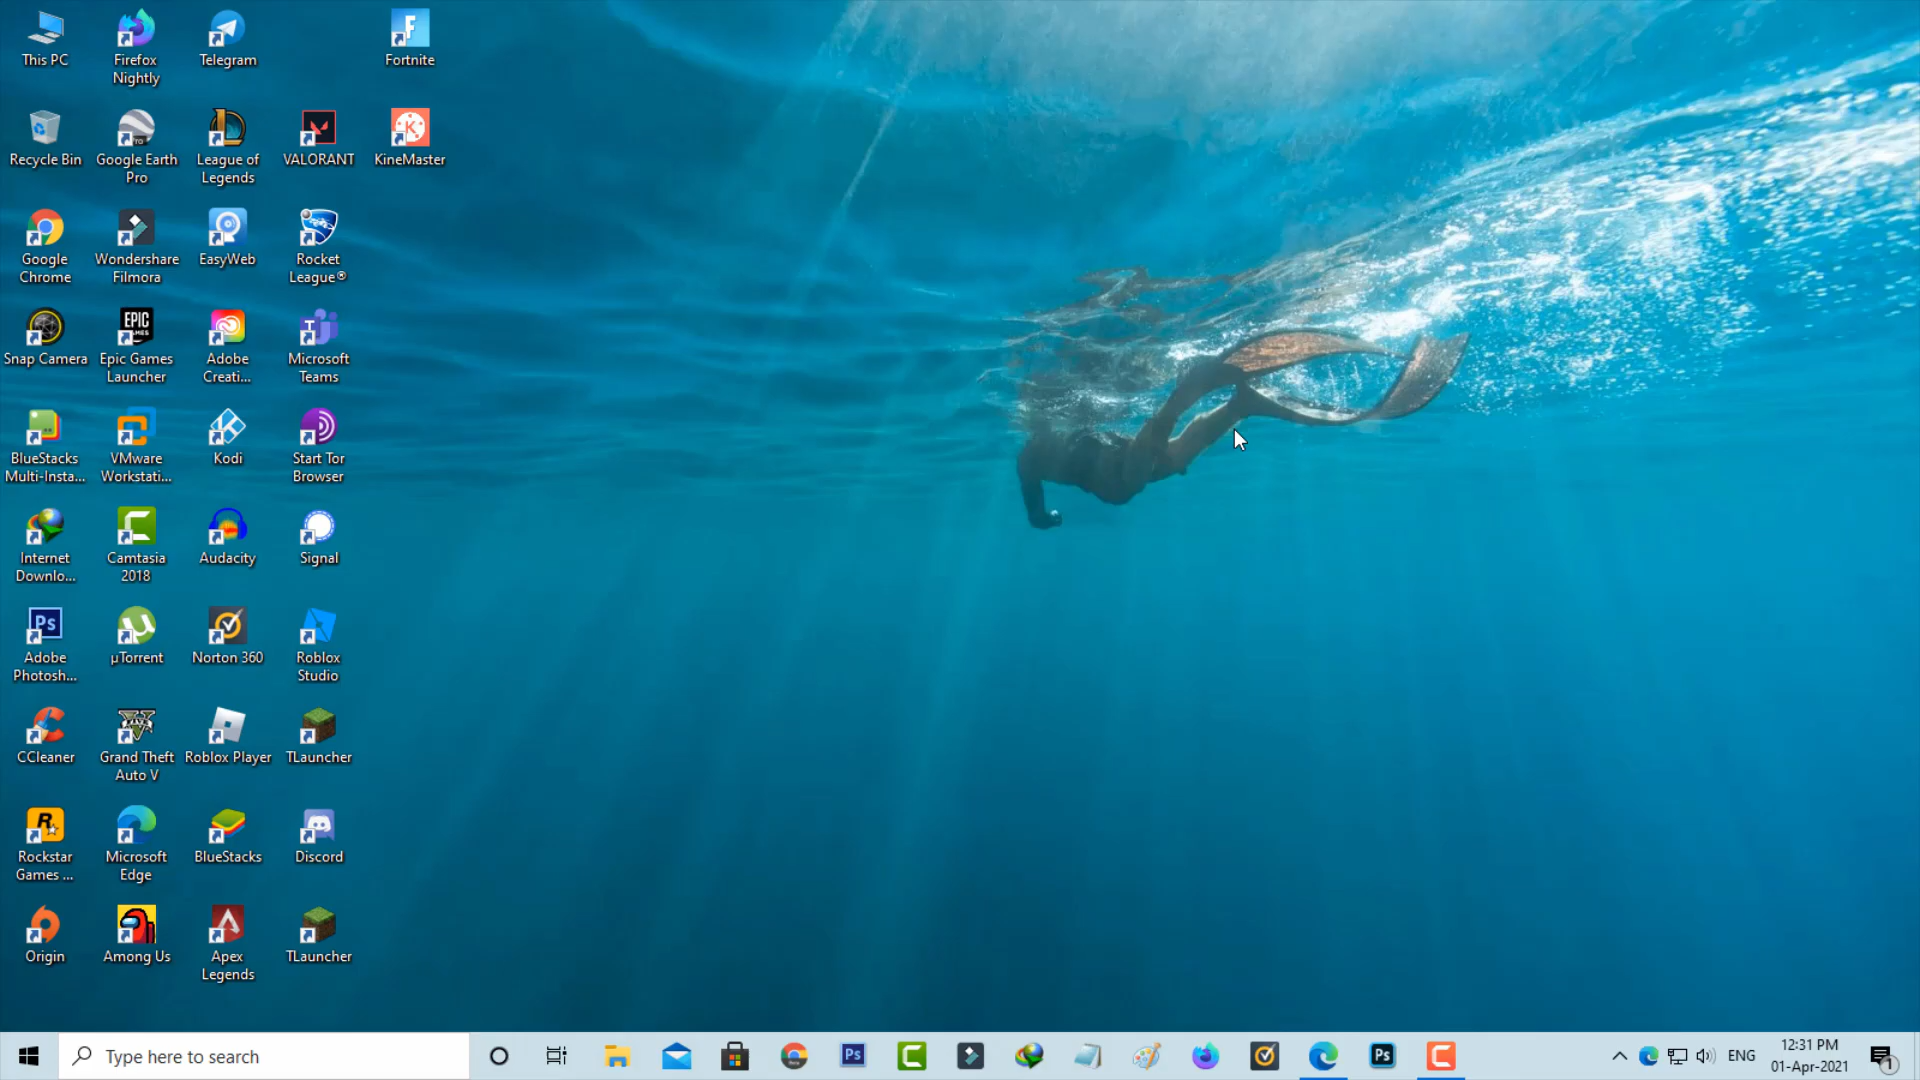 This PC
Firefox
Nightly
Telegram
Fortnite
Recycle Bin
Google Earth
Pro
League of
Legends
VALORANT
KineMaster
Google
Chrome
Wondershare
Filmora
EasyWeb
Rocket
League®
Snap Camera
EPIC
GAMES
Epic Games
Launcher
Adobe
Creati...
Microsoft
Teams
BlueStacks
Multi-Insta...
VMware
Workstati...
Kodi
Start Tor
Browser
Internet
Downlo...
Camtasia
2018
Audacity
Signal
Ps
Adobe
Photosh...
µTorrent
Norton 360
Roblox
Studio
CCleaner
Grand Theft
Auto V
Roblox Player
TLauncher
Rockstar
Games ...
Microsoft
Edge
BlueStacks
Discord
Origin
Among Us
Apex
Legends
TLauncher
Type here to search
Ps
Ps
ENG
12:31 PM
01-Apr-2021
1